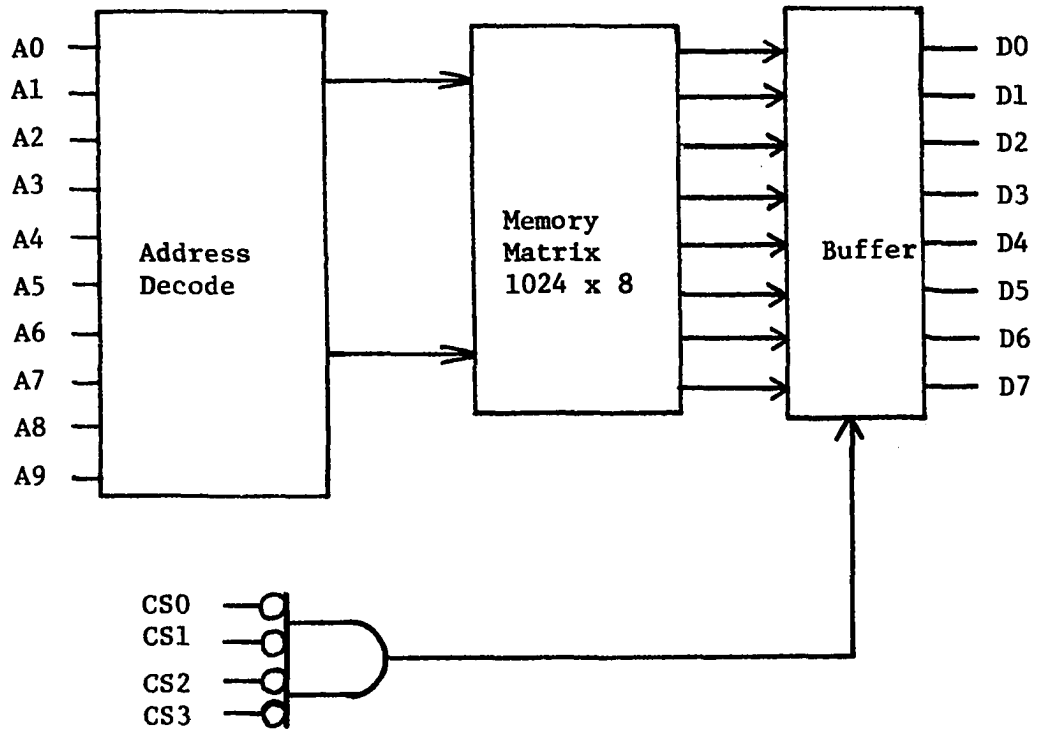 A0
A1
A2
A3
A4
A5
A6
A7
A8
A9
Address
Decode
Memory
Matrix
1024 x 8
Buffer
D0
D1
D2
D3
D4
D5
D6
D7
CS0
CS1
CS2
CS3